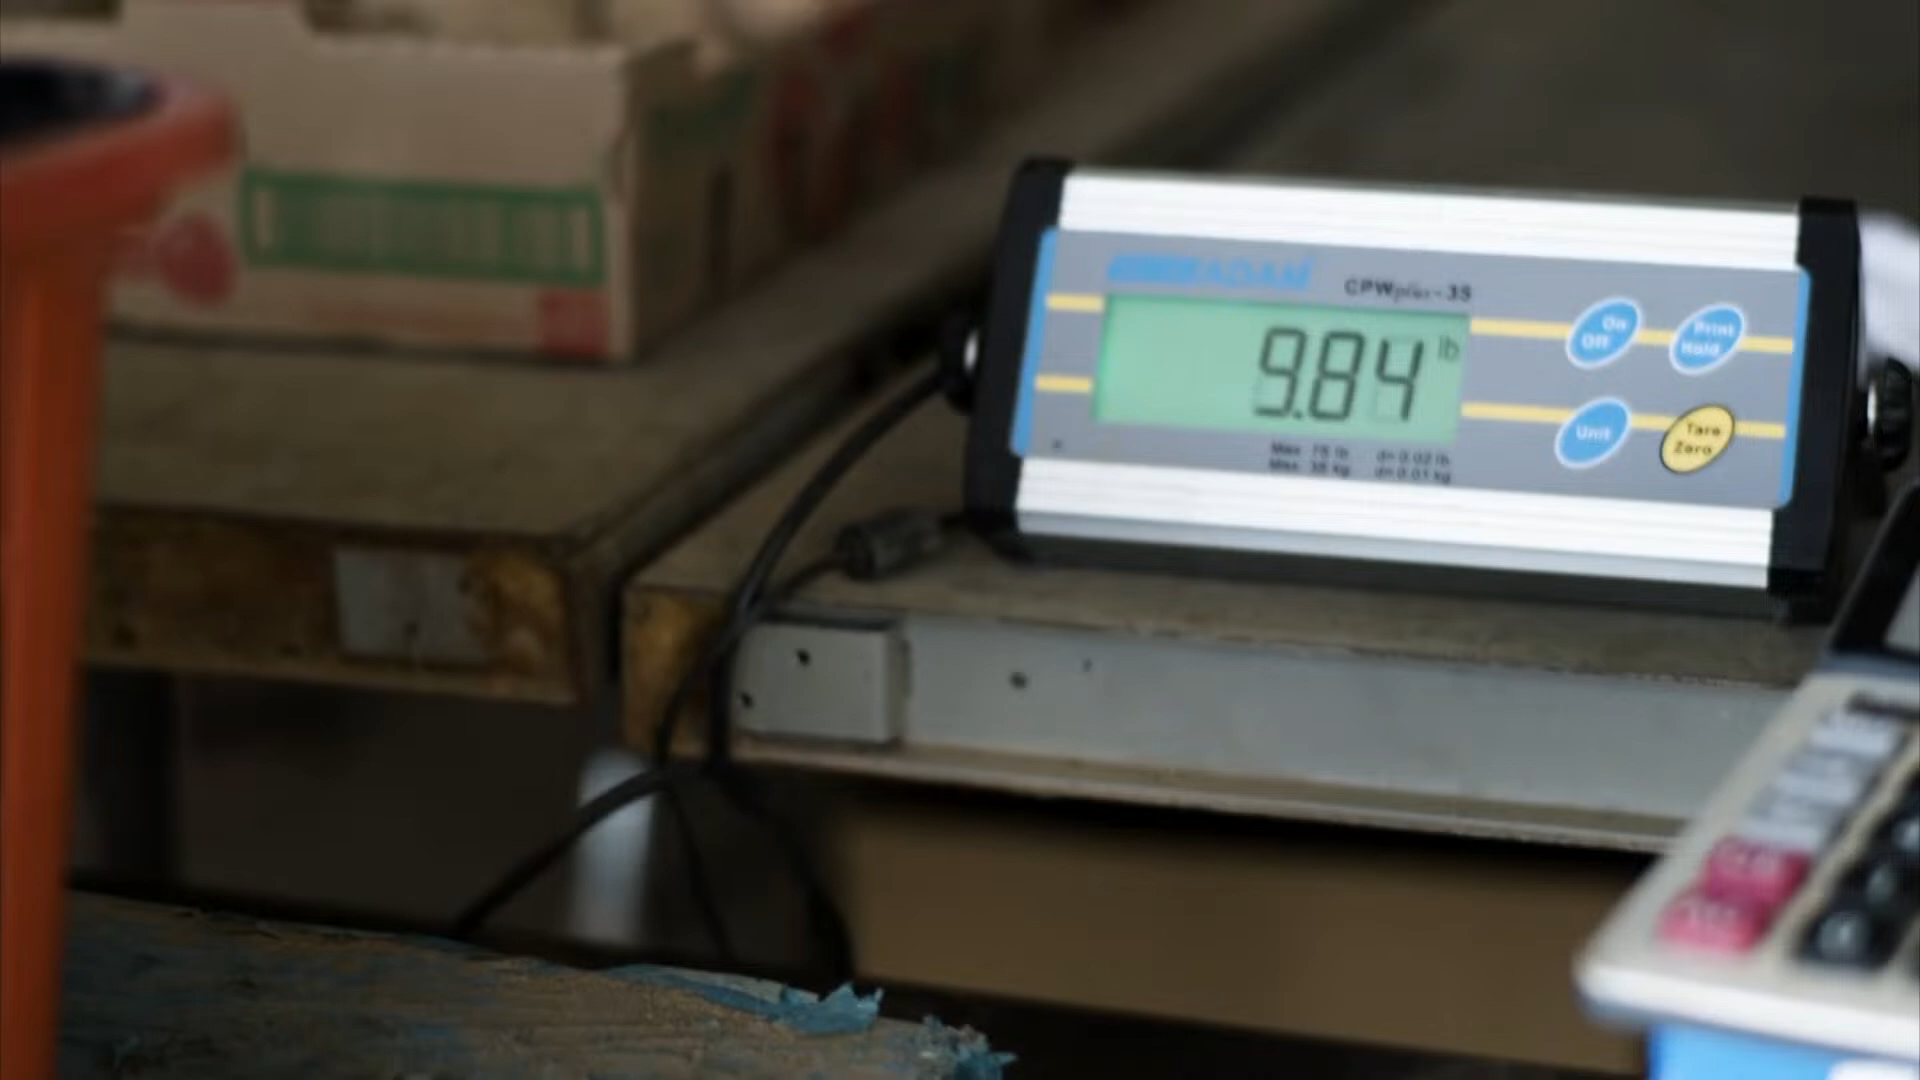 ADAM
CPWplus-35
9.84 lb
On
Off
Print
Hold
Unit
Tare
Zero
Max 75 lb d=0.02 lb
Max 35 kg d=0.01 kg